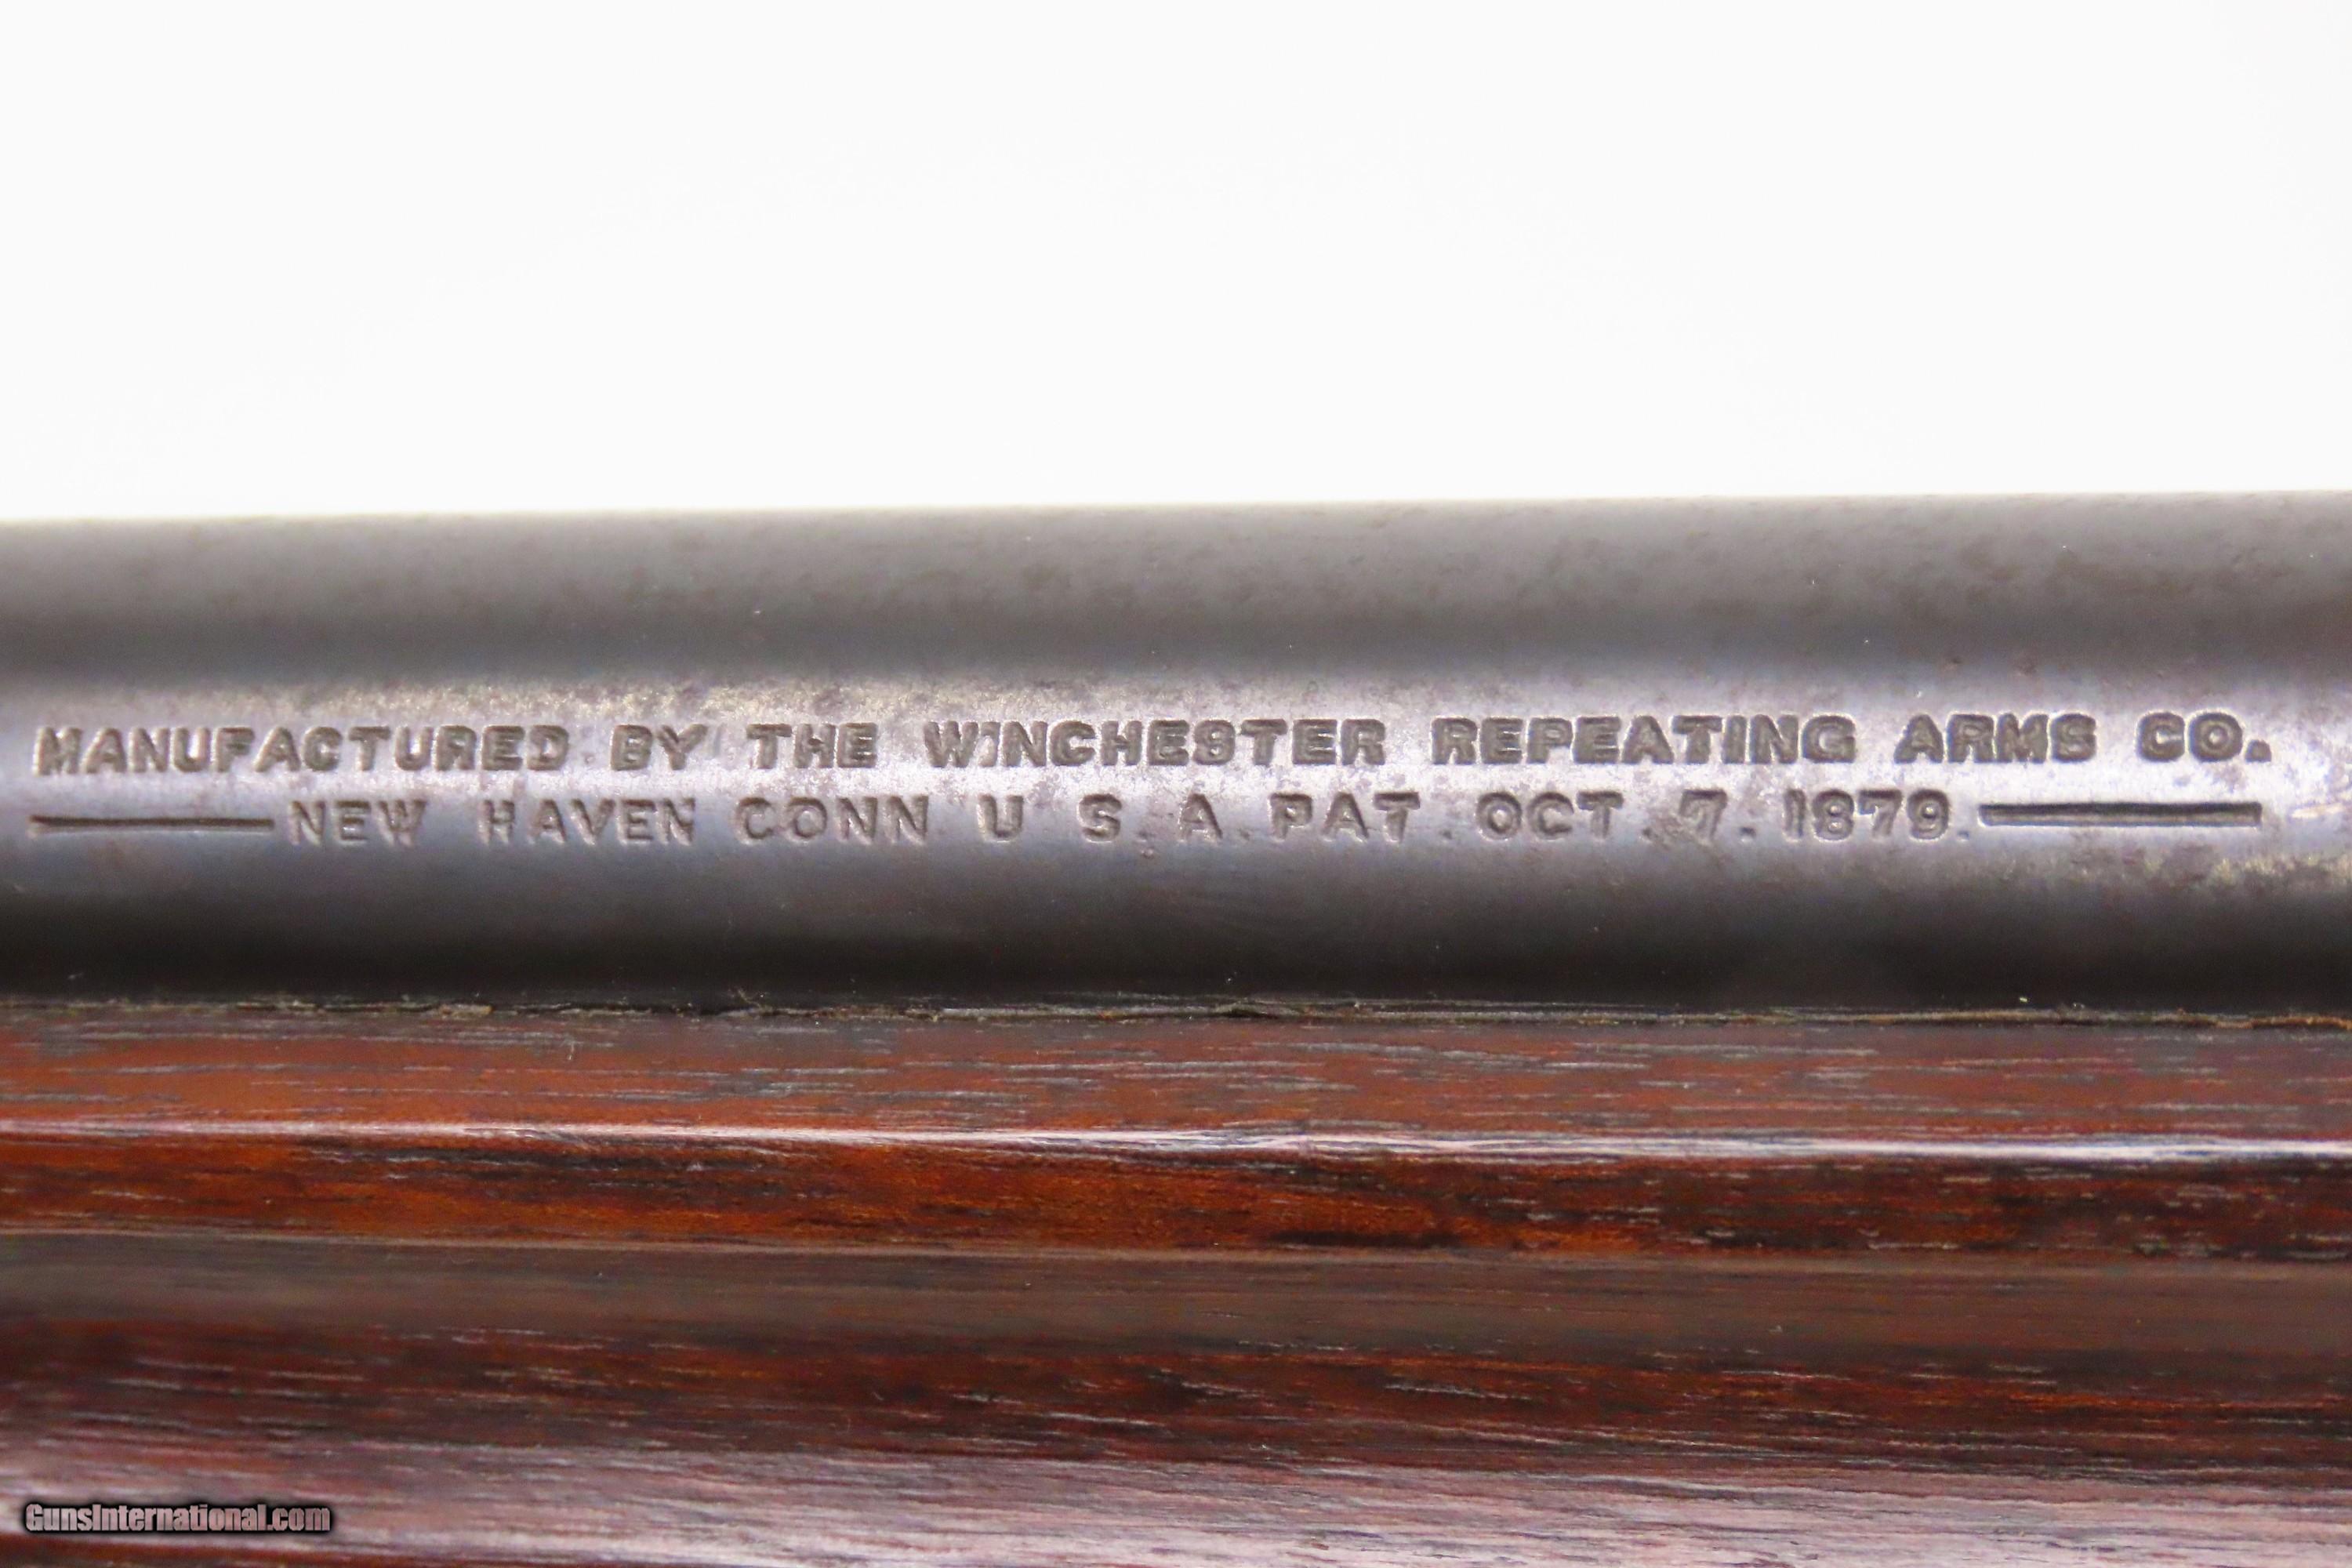 MANUFACTURED BY THE WINCHESTER REPEATING ARMS CO.
NEW HAVEN CONN U S. A. PAT. OCT. 7. 1879.
GunsInternational.com